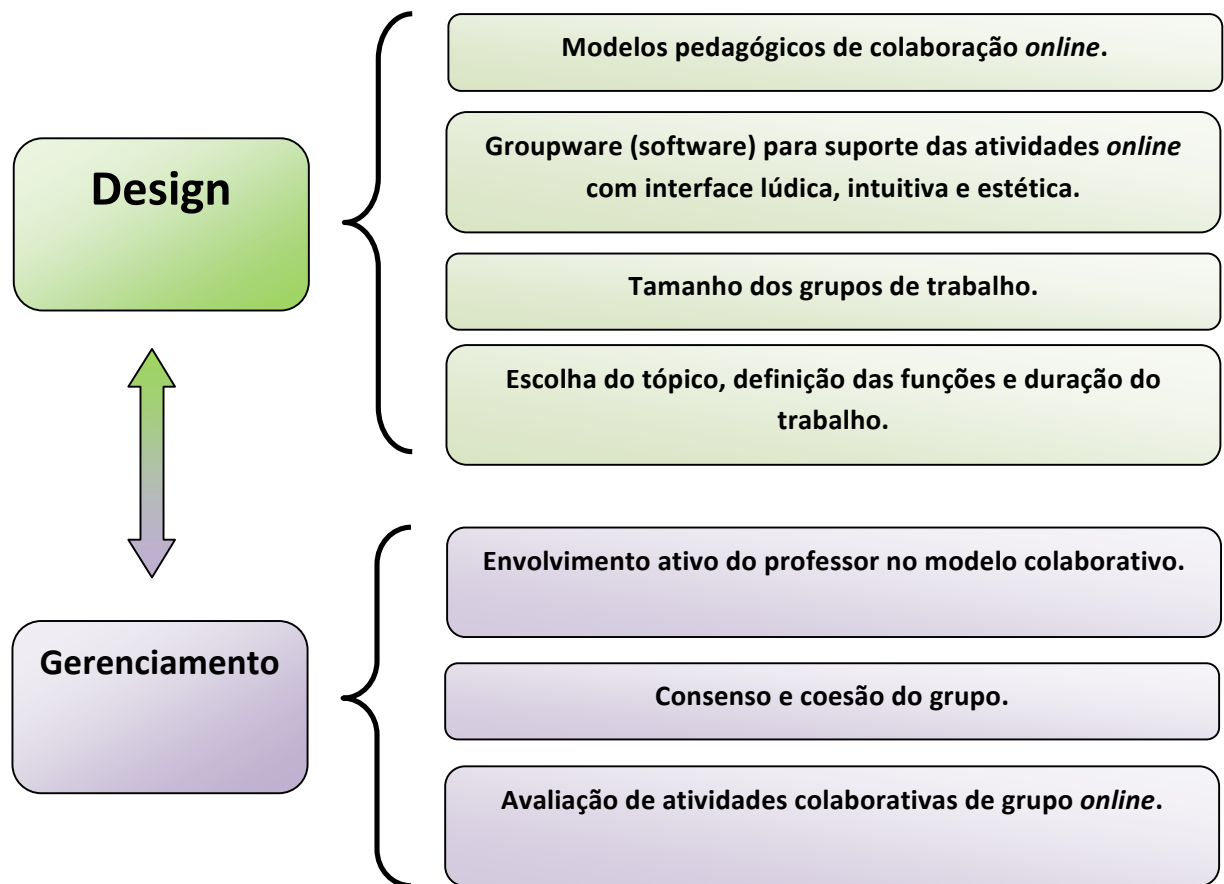 Design
Modelos pedagógicos de colaboração online.
Groupware (software) para suporte das atividades online
com interface lúdica, intuitiva e estética.
Tamanho dos grupos de trabalho.
Escolha do tópico, definição das funções e duração do
trabalho.
Gerenciamento
Envolvimento ativo do professor no modelo colaborativo.
Consenso e coesão do grupo.
Avaliação de atividades colaborativas de grupo online.